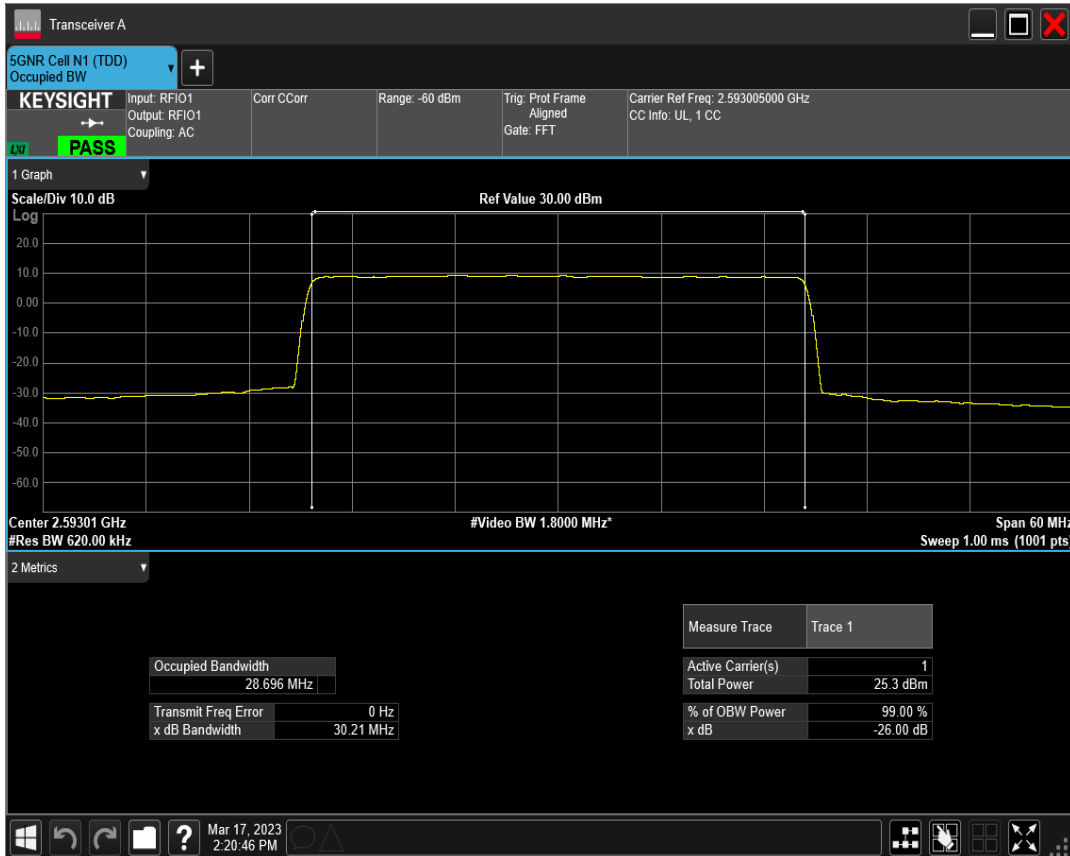 Transceiver A
5GNR Cell N1 (TDD)
Occupied BW
+
KEYSIGHT
LXI
PASS
Input: RFIO1
Output: RFIO1
Coupling: AC
Corr CCorr
Range: -60 dBm
Trig: Prot Frame
Aligned
Gate: FFT
Carrier Ref Freq: 2.593005000 GHz
CC Info: UL, 1 CC
1 Graph
Scale/Div 10.0 dB
Ref Value 30.00 dBm
Log
20.0
10.0
0.00
-10.0
-20.0
-30.0
-40.0
-50.0
-60.0
Center 2.59301 GHz
#Video BW 1.8000 MHz*
Span 60 MHz
#Res BW 620.00 kHz
Sweep 1.00 ms (1001 pts)
2 Metrics
Measure Trace Trace 1
Occupied Bandwidth
28.696 MHz
Active Carrier(s) 1
Total Power 25.3 dBm
Transmit Freq Error 0 Hz
x dB Bandwidth 30.21 MHz
% of OBW Power 99.00 %
x dB -26.00 dB
?
Mar 17, 2023
2:20:46 PM